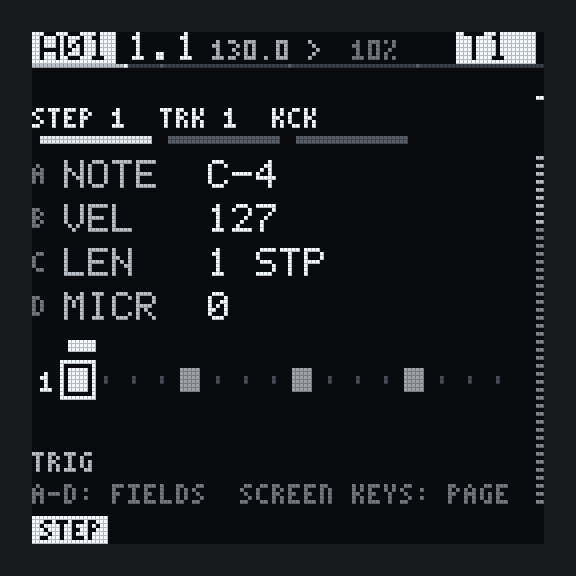 A01 1.1 130.0 > 10% T1
STEP 1 TRK 1 KCK
A NOTE C-4
B VEL 127
C LEN 1 STP
D MICR 0
1
TRIG
A-D: FIELDS SCREEN KEYS: PAGE
STEP